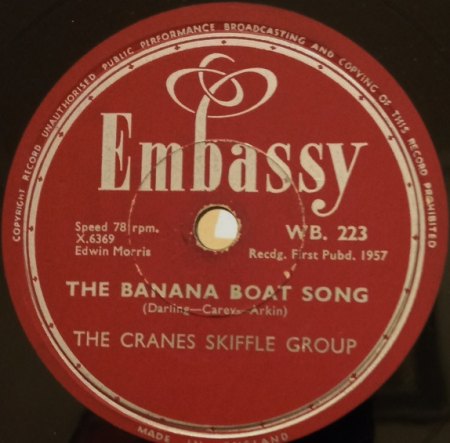 COPYRIGHT RECORD UNAUTHORISED PUBLIC PERFORMANCE BROADCASTING AND COPYING OF THIS RECORD PROHIBITED
Embassy
Speed 78 rpm.
X.6369
Edwin Morris
WB. 223
Recdg. First Pubd. 1957
THE BANANA BOAT SONG
(Darling—Carey—Arkin)
THE CRANES SKIFFLE GROUP
MADE IN ENGLAND